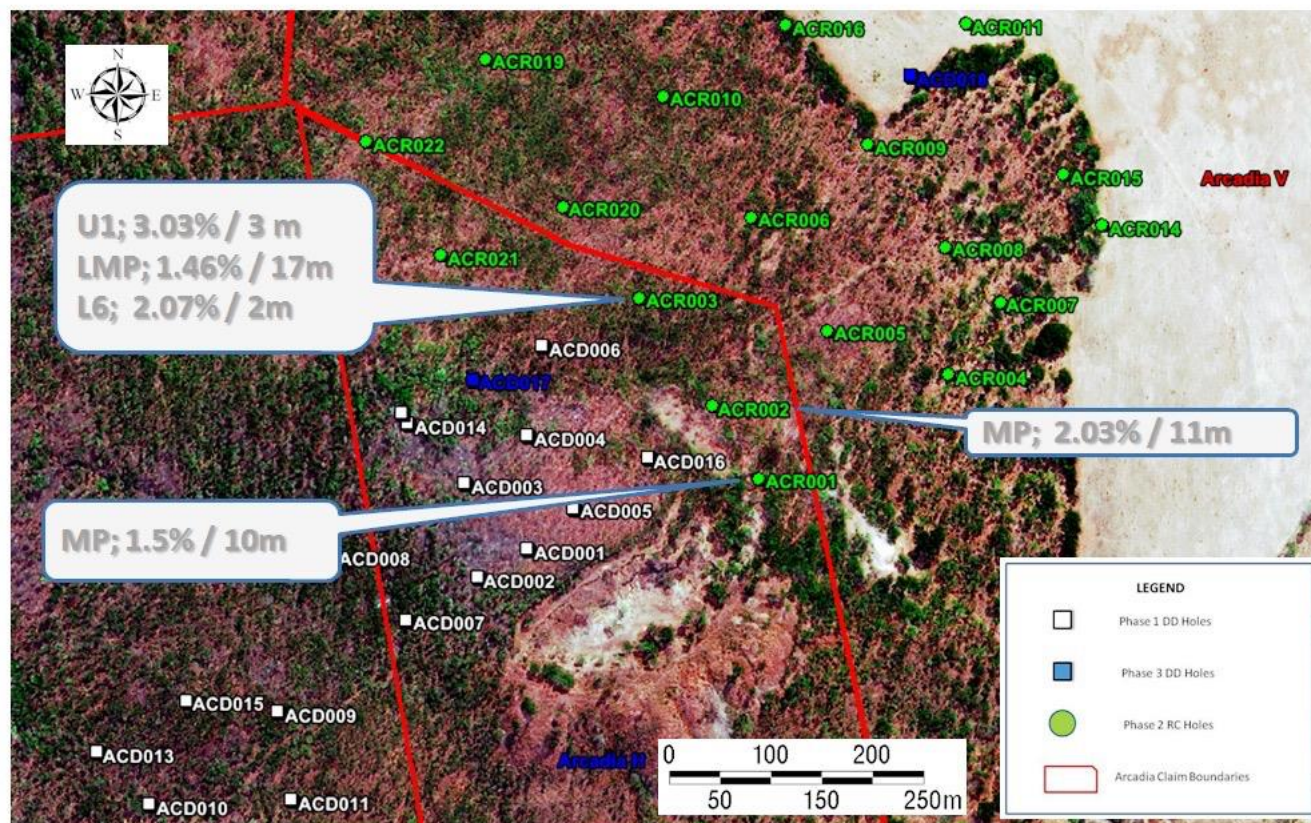 ACR016
ACR011
N
W E
S
ACR019
ACR010
ACD018
ACR022
ACR009
ACR015
Arcadia V
ACR020
ACR006
ACR014
U1; 3.03% / 3 m
LMP; 1.46% / 17m
L6; 2.07% / 2m
ACR021
ACR008
ACR003
ACR007
ACR005
ACD006
ACR004
ACD017
ACR002
ACD014
ACD004
MP; 2.03% / 11m
ACD016
ACR001
ACD003
ACD005
MP; 1.5% / 10m
ACD008
ACD001
ACD002
ACD007
LEGEND
Phase 1 DD Holes
Phase 3 DD Holes
Phase 2 RC Holes
Arcadia Claim Boundaries
ACD015
ACD009
ACD013
Arcadia H
ACD010
ACD011
0 100 200
50 150 250m